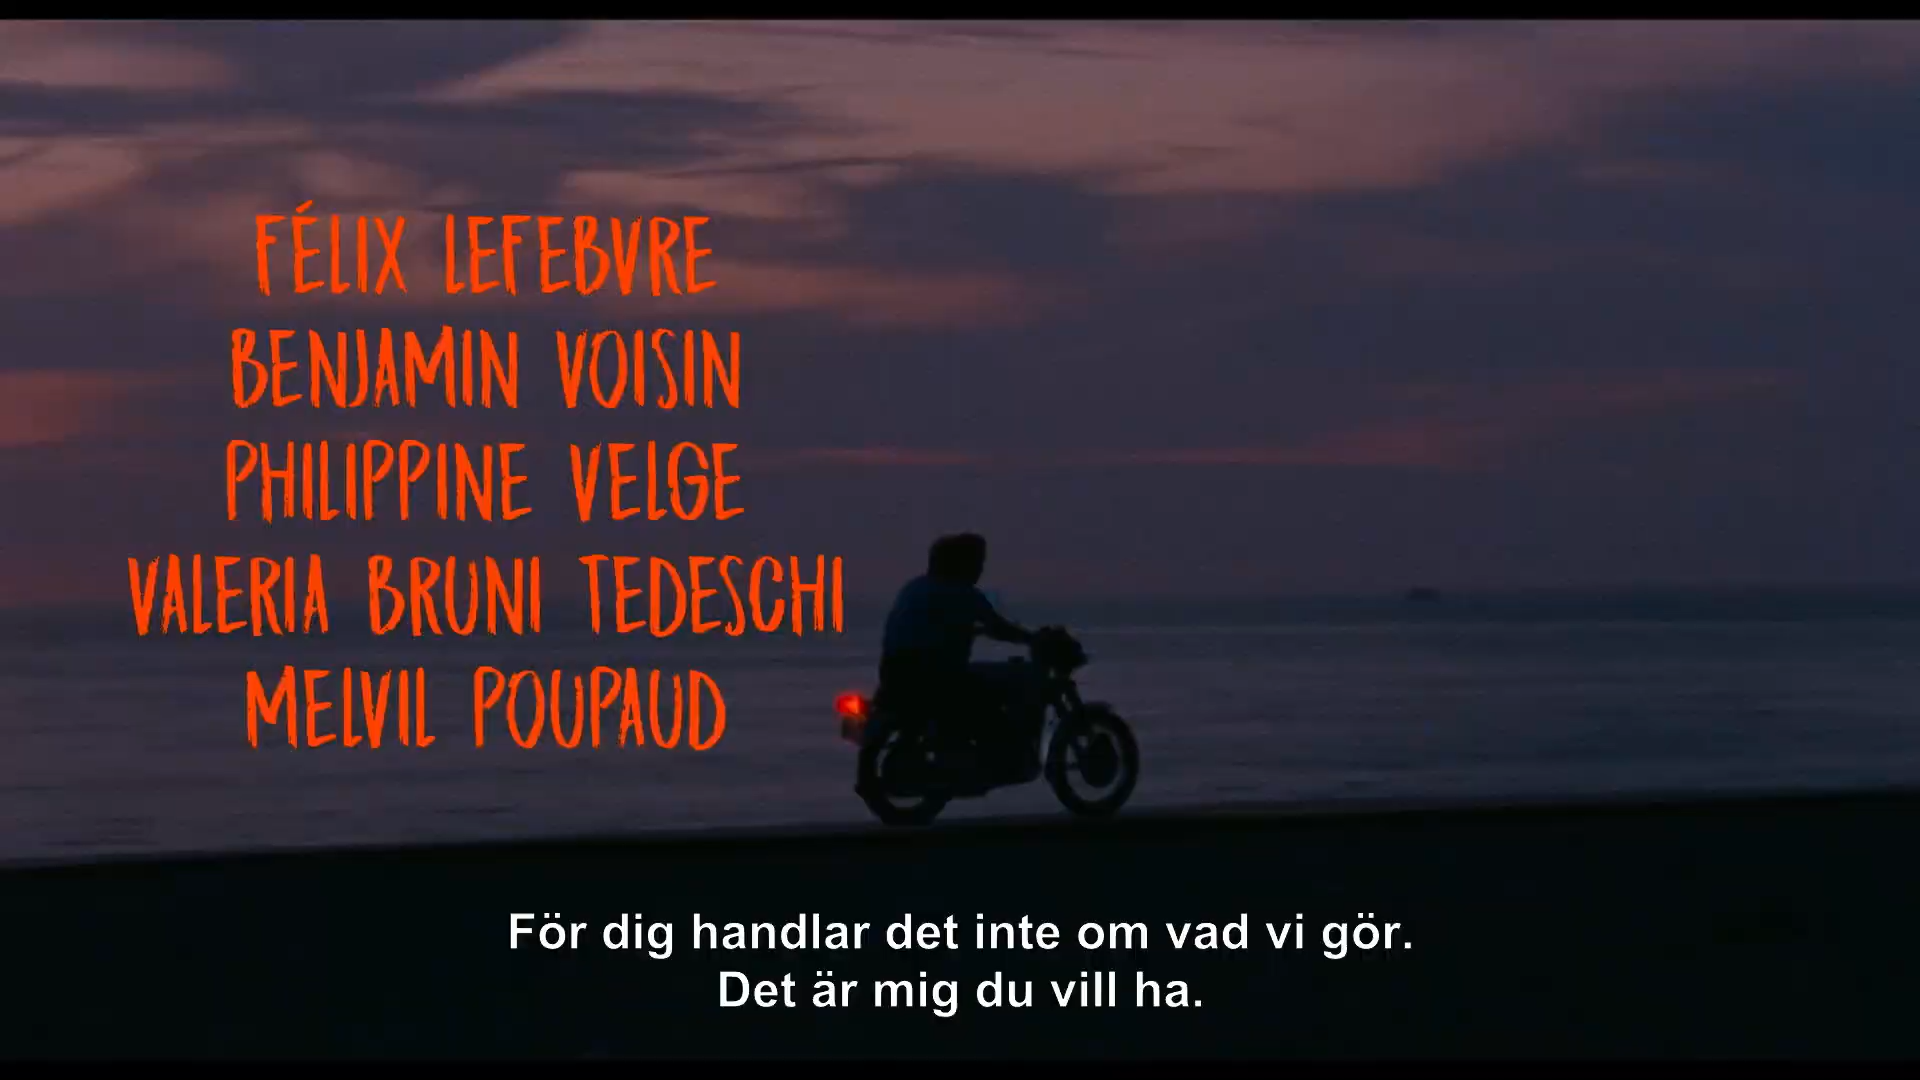 FÉLIX LEFEBVRE
BENJAMIN VOISIN
PHILIPPINE VELGE
VALERIA BRUNI TEDESCHI
MELVIL POUPAUD
För dig handlar det inte om vad vi gör.
Det är mig du vill ha.